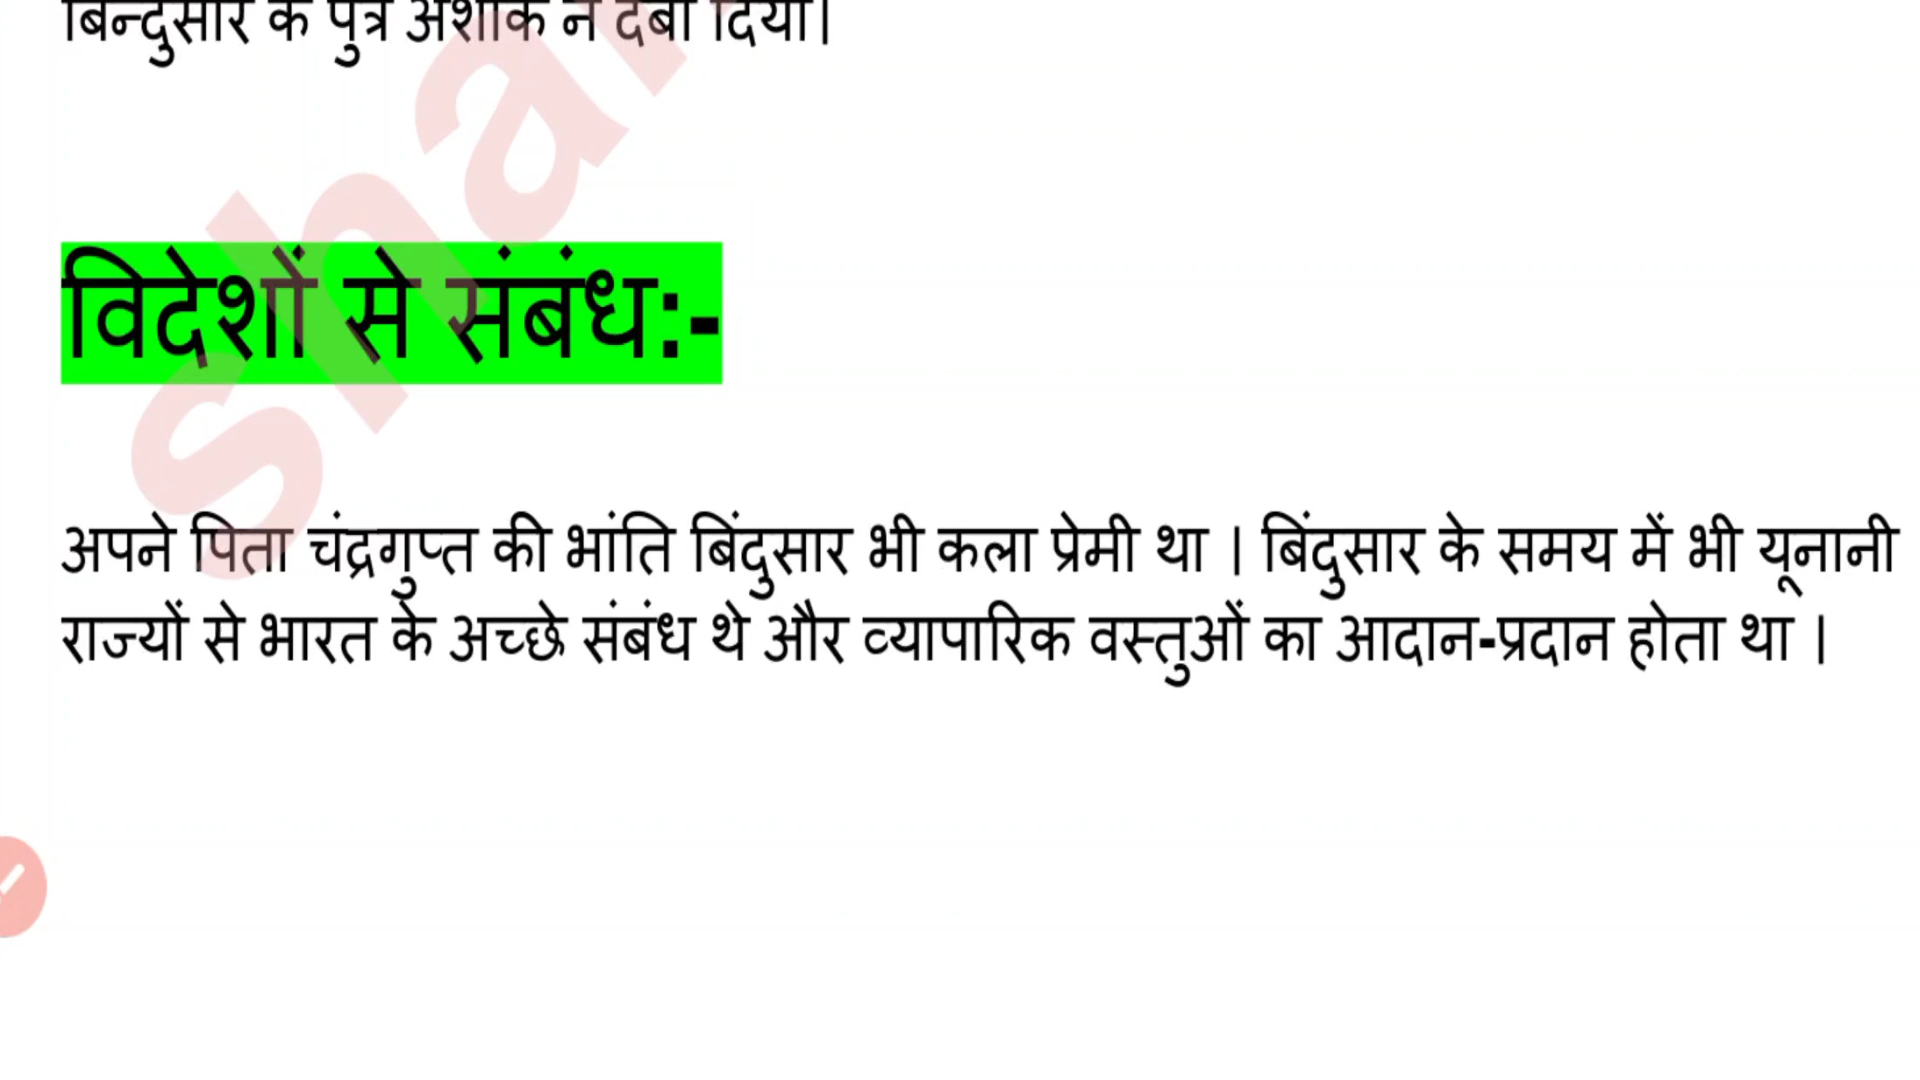 बिन्दुसार के पुत्र अशोक ने दबा दिया।
विदेशों से संबंध:-
अपने पिता चंद्रगुप्त की भांति बिंदुसार भी कला प्रेमी था । बिंदुसार के समय में भी यूनानी
राज्यों से भारत के अच्छे संबंध थे और व्यापारिक वस्तुओं का आदान-प्रदान होता था ।